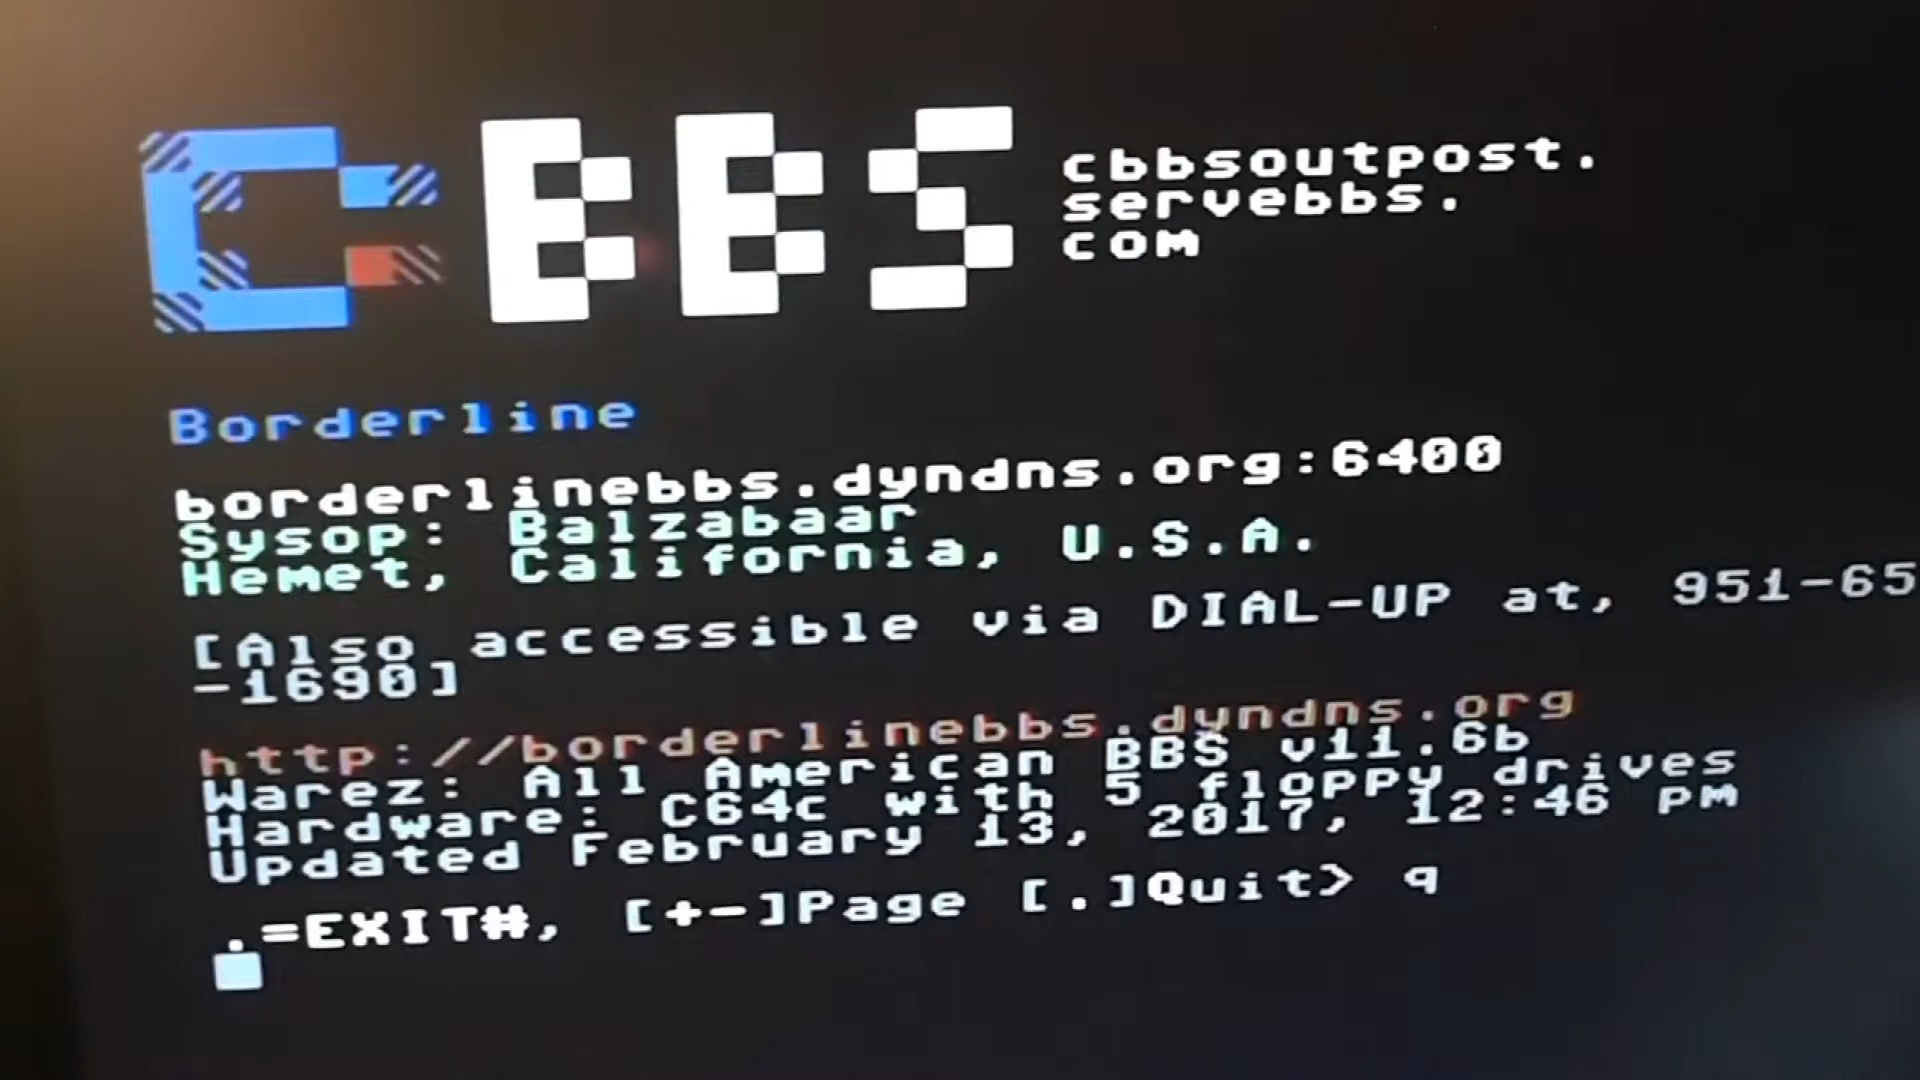 C BBS
cbbsoutpost.
servebbs.
com
Borderline
borderlinebbs.dyndns.org:6400
Sysop: Balzabaar
Hemet, California, U.S.A.
[Also accessible via DIAL-UP at, 951-65
-1690]
http://borderlinebbs.dyndns.org
Warez: All American BBS v11.6b
Hardware: C64c with 5 floppy drives
Updated February 13, 2017, 12:46 pm
.=EXIT#, [+-]Page [.]Quit> q